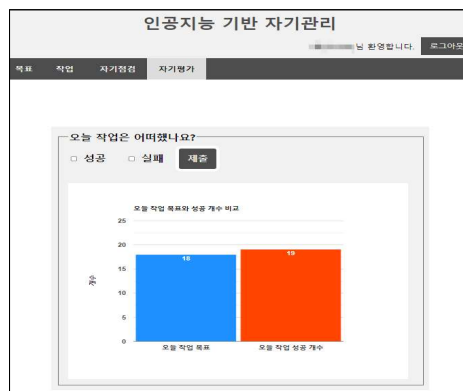 인공지능 기반 자기관리
님 환영합니다. 로그아웃
목표 작업 자기점검 자기평가
오늘 작업은 어떠했나요?
성공 실패 제출
오늘 작업 목표와 성공 개수 비교
25
20
15
10
5
0
개수
18
19
오늘 작업 목표 오늘 작업 성공 개수